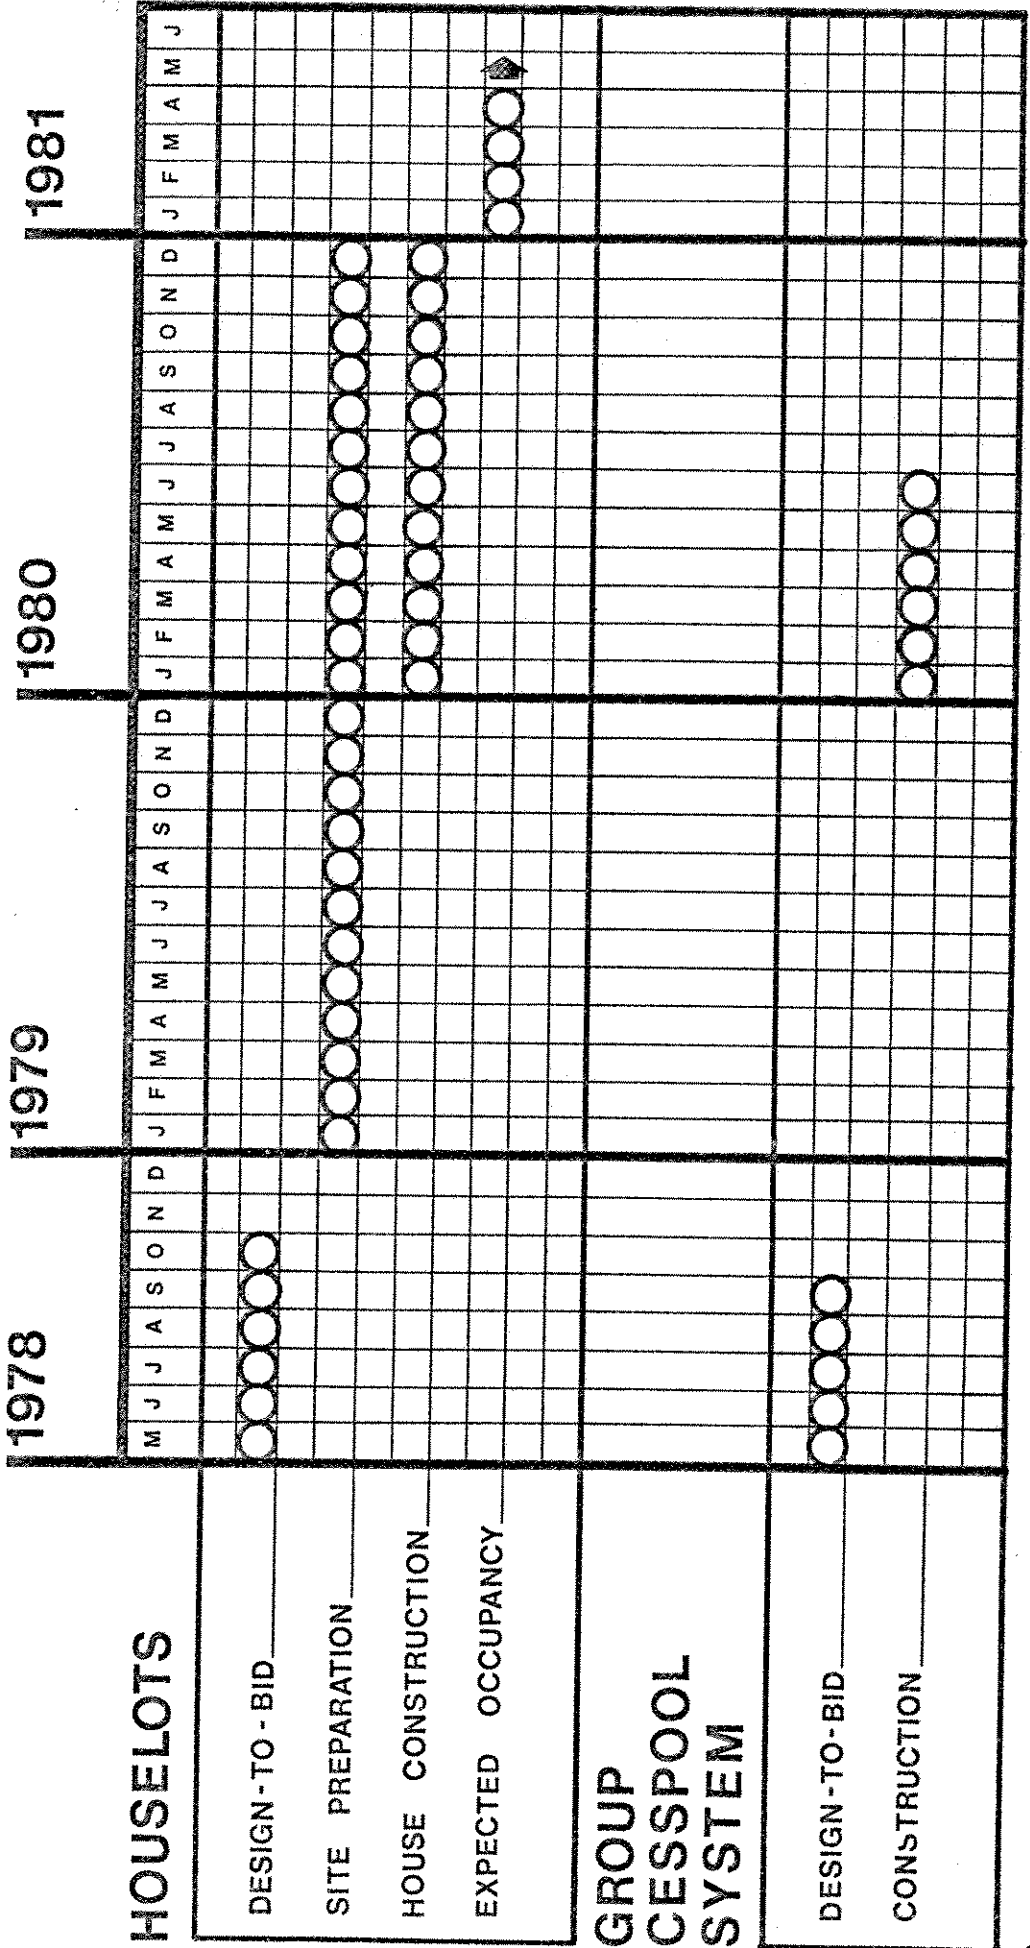 1978 1979 1980 1981
M J J A S O N D J F M A M J J A S O N D J F M A M J J A S O N D J F M A M J
HOUSELOTS
DESIGN-TO-BID
SITE PREPARATION
HOUSE CONSTRUCTION
EXPECTED OCCUPANCY
GROUP
CESSPOOL
SYSTEM
DESIGN-TO-BID
CONSTRUCTION